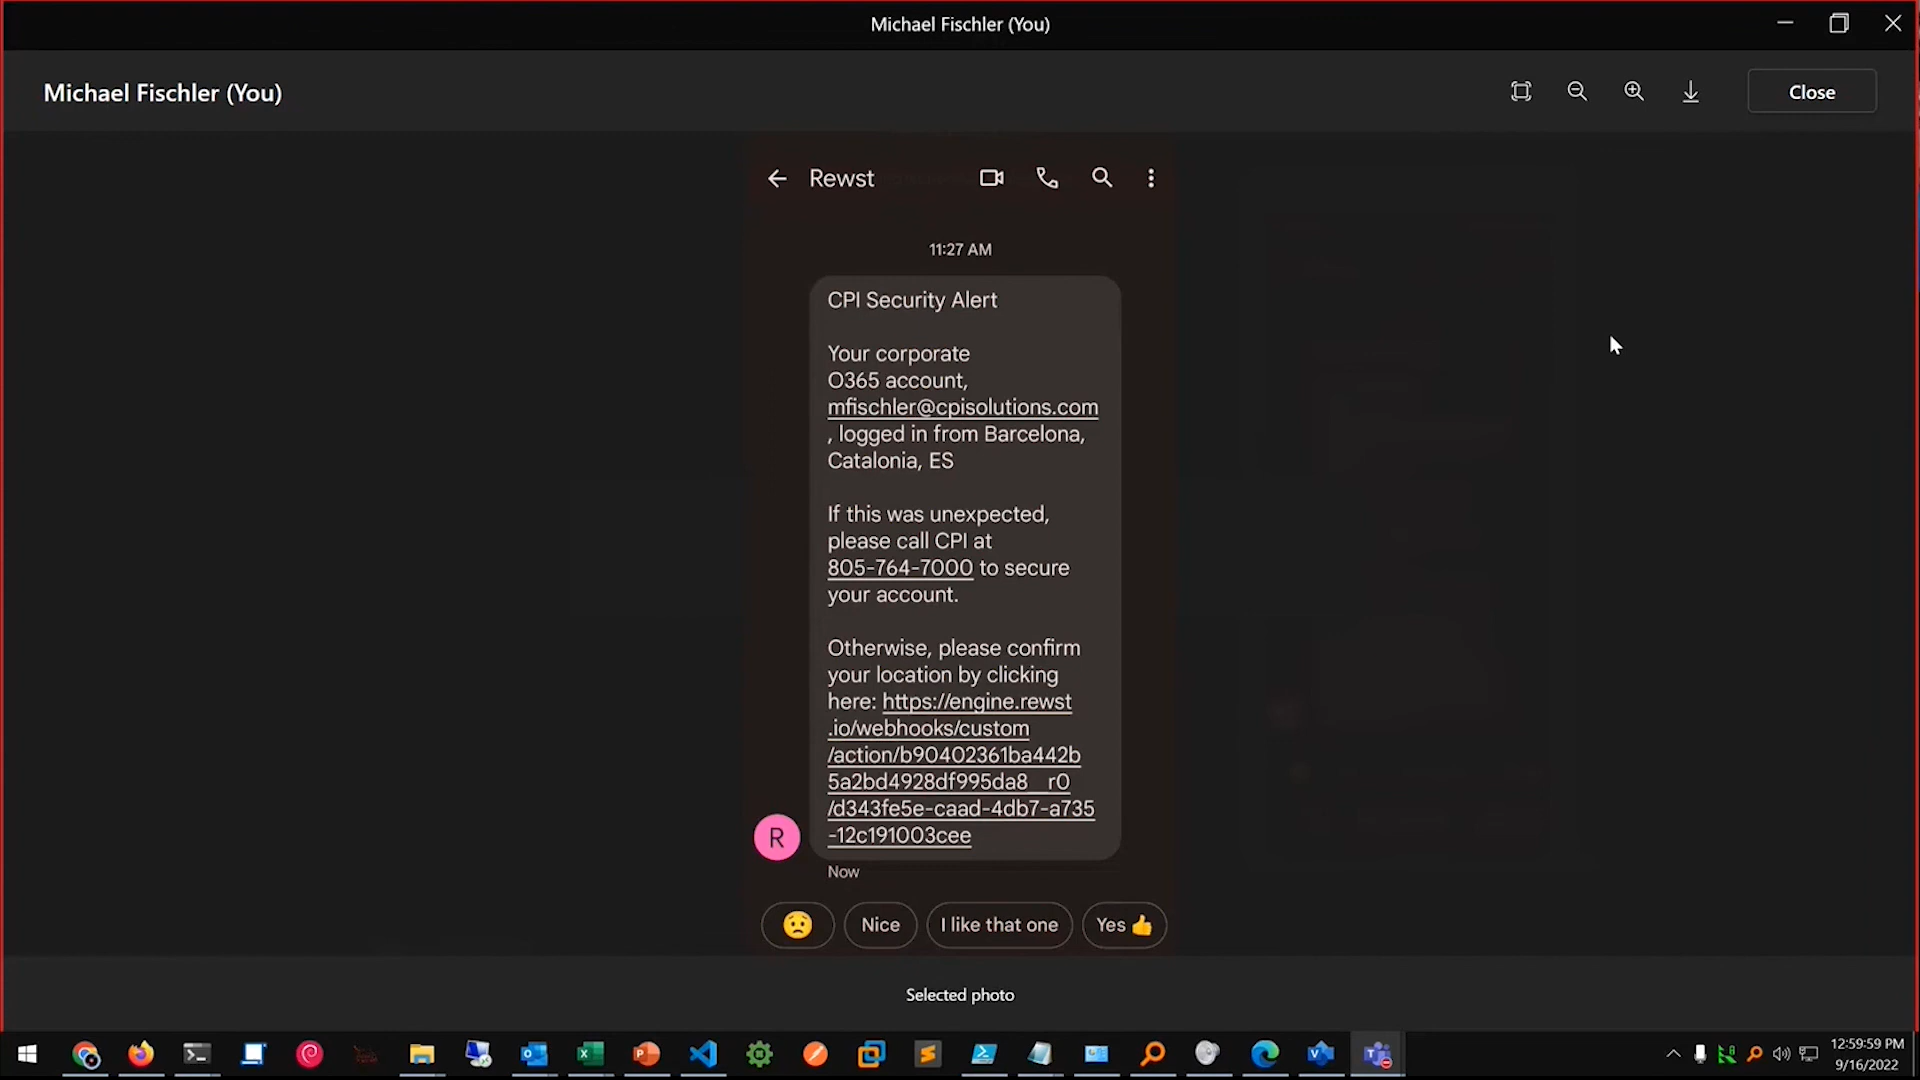 Michael Fischler (You)
Michael Fischler (You)
Close
Rewst
11:27 AM
CPI Security Alert
Your corporate
O365 account,
mfischler@cpisolutions.com
, logged in from Barcelona,
Catalonia, ES
If this was unexpected,
please call CPI at
805-764-7000 to secure
your account.
Otherwise, please confirm
your location by clicking
here: https://engine.rewst
.io/webhooks/custom
/action/b90402361ba442b
5a2bd4928df995da8__r0
/d343fe5e-caad-4db7-a735
-12c191003cee
R
Now
Nice
I like that one
Yes 👍
Selected photo
12:59:59 PM
9/16/2022